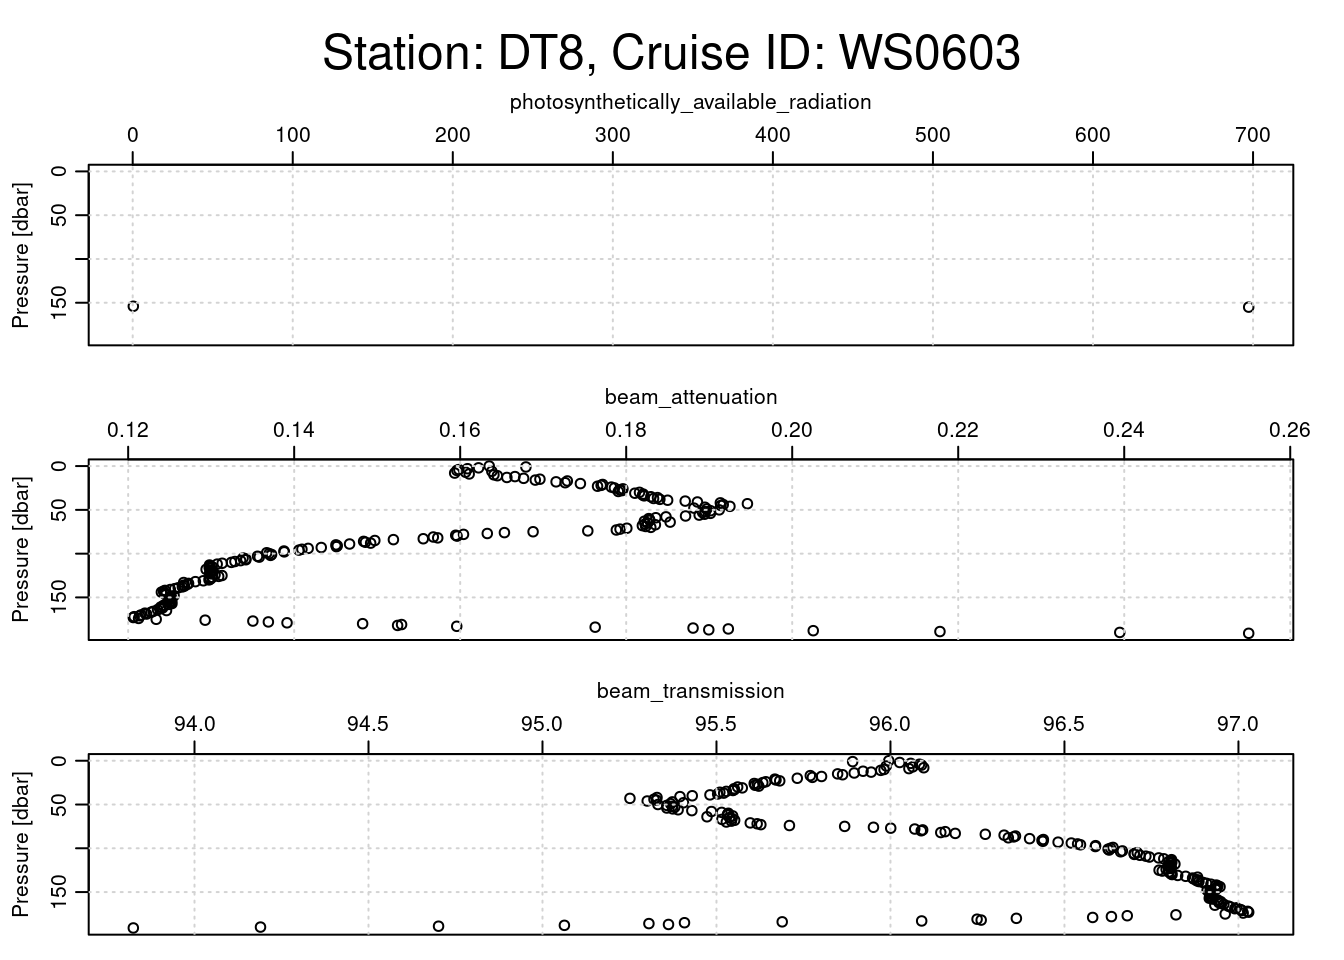 Station: DT8, Cruise ID: WS0603
photosynthetically_available_radiation
0 100 200 300 400 500 600 700
Pressure [dbar]
0
50
150
beam_attenuation
0.12 0.14 0.16 0.18 0.20 0.22 0.24 0.26
Pressure [dbar]
0
50
150
beam_transmission
94.0 94.5 95.0 95.5 96.0 96.5 97.0
Pressure [dbar]
0
50
150